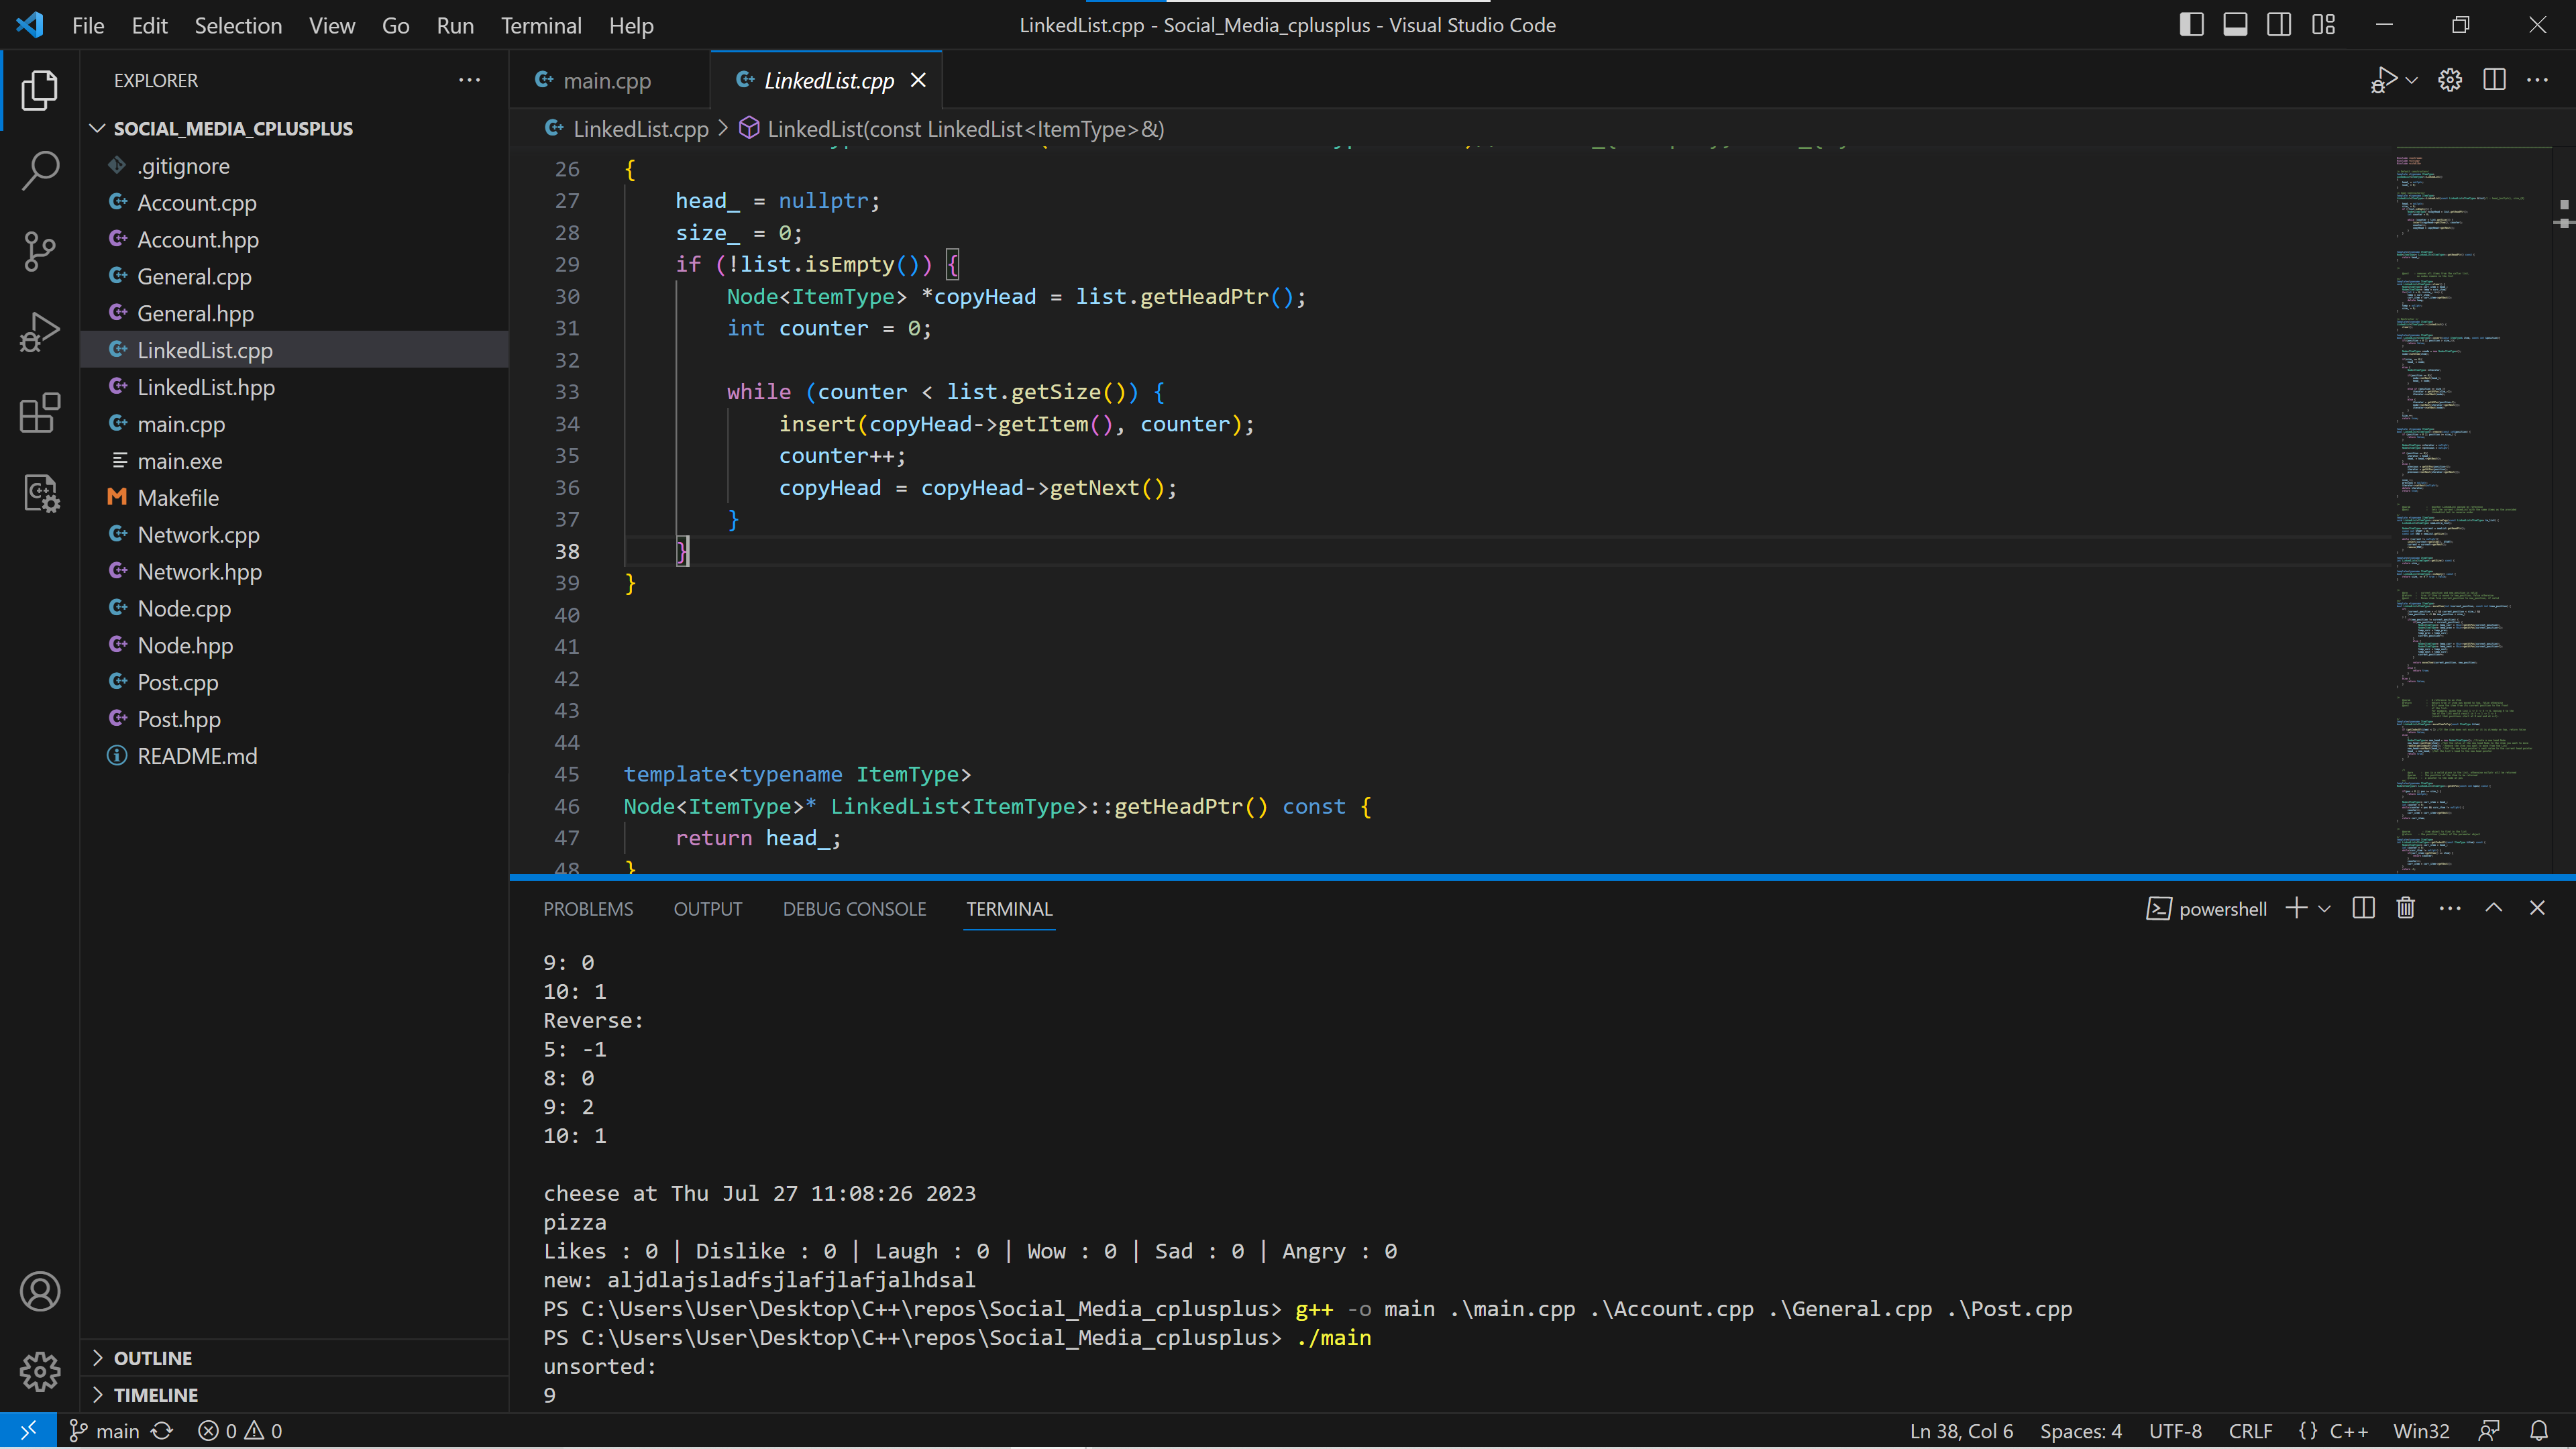 File Edit Selection View Go Run Terminal Help
LinkedList.cpp - Social_Media_cplusplus - Visual Studio Code
EXPLORER
SOCIAL_MEDIA_CPLUSPLUS
.gitignore
Account.cpp
Account.hpp
General.cpp
General.hpp
LinkedList.cpp
LinkedList.hpp
main.cpp
main.exe
Makefile
Network.cpp
Network.hpp
Node.cpp
Node.hpp
Post.cpp
Post.hpp
README.md
OUTLINE
TIMELINE
main.cpp
LinkedList.cpp
LinkedList.cpp > LinkedList(const LinkedList<ItemType>&)
26 {
27 head_ = nullptr;
28 size_ = 0;
29 if (!list.isEmpty()) {
30 Node<ItemType> *copyHead = list.getHeadPtr();
31 int counter = 0;
32
33 while (counter < list.getSize()) {
34 insert(copyHead->getItem(), counter);
35 counter++;
36 copyHead = copyHead->getNext();
37 }
38 }
39 }
40
41
42
43
44
45 template<typename ItemType>
46 Node<ItemType>* LinkedList<ItemType>::getHeadPtr() const {
47 return head_;
48 }
PROBLEMS OUTPUT DEBUG CONSOLE TERMINAL
powershell
9: 0
10: 1
Reverse:
5: -1
8: 0
9: 2
10: 1
cheese at Thu Jul 27 11:08:26 2023
pizza
Likes : 0 | Dislike : 0 | Laugh : 0 | Wow : 0 | Sad : 0 | Angry : 0
new: aljdlajsladfsjlafjlafjalhdsal
PS C:\Users\User\Desktop\C++\repos\Social_Media_cplusplus> g++ -o main .\main.cpp .\Account.cpp .\General.cpp .\Post.cpp
PS C:\Users\User\Desktop\C++\repos\Social_Media_cplusplus> ./main
unsorted:
9
main 0 0
Ln 38, Col 6 Spaces: 4 UTF-8 CRLF {} C++ Win32